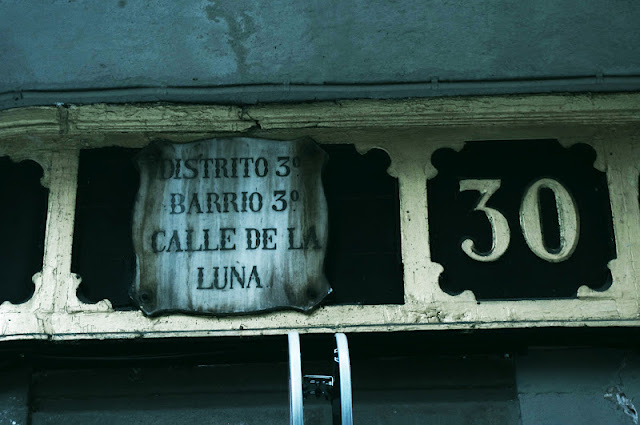 DISTRITO 3º
BARRIO 3º
CALLE DE LA
LUNA
30